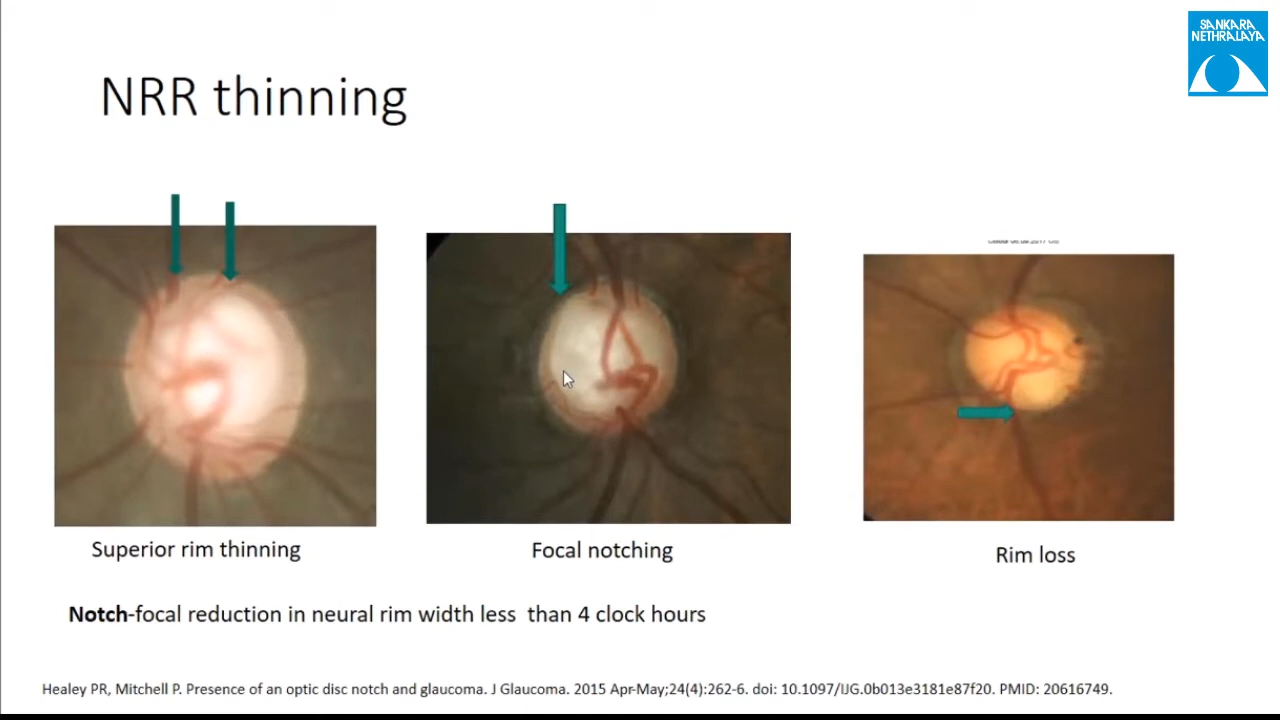 SANKARA
NETHRALAYA
NRR thinning
Superior rim thinning
Focal notching
Rim loss
Notch-focal reduction in neural rim width less  than 4 clock hours
Healey PR, Mitchell P. Presence of an optic disc notch and glaucoma. J Glaucoma. 2015 Apr-May;24(4):262-6. doi: 10.1097/IJG.0b013e3181e87f20. PMID: 20616749.